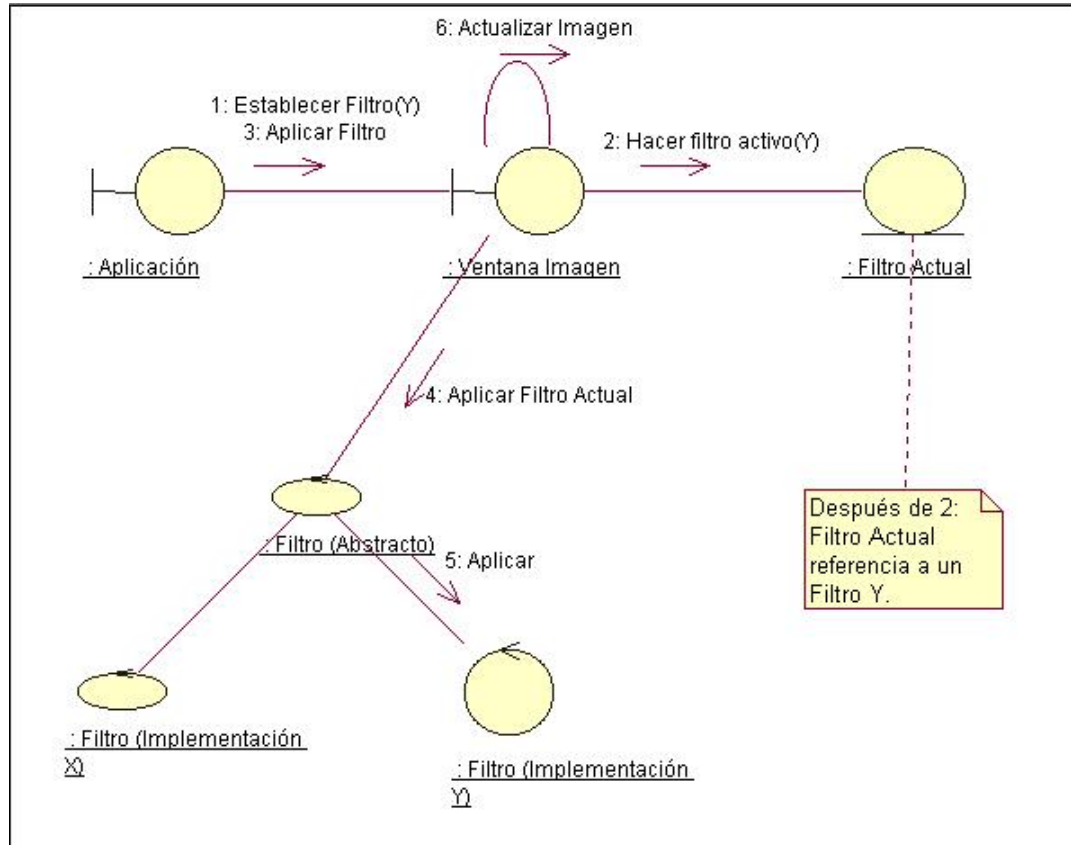 6: Actualizar Imagen
1: Establecer Filtro(Y)
3: Aplicar Filtro
2: Hacer filtro activo(Y)
: Aplicación
: Ventana Imagen
: Filtro Actual
4: Aplicar Filtro Actual
: Filtro (Abstracto)
5: Aplicar
Después de 2:
Filtro Actual
referencia a un
Filtro Y.
: Filtro (Implementación
X)
: Filtro (Implementación
Y)